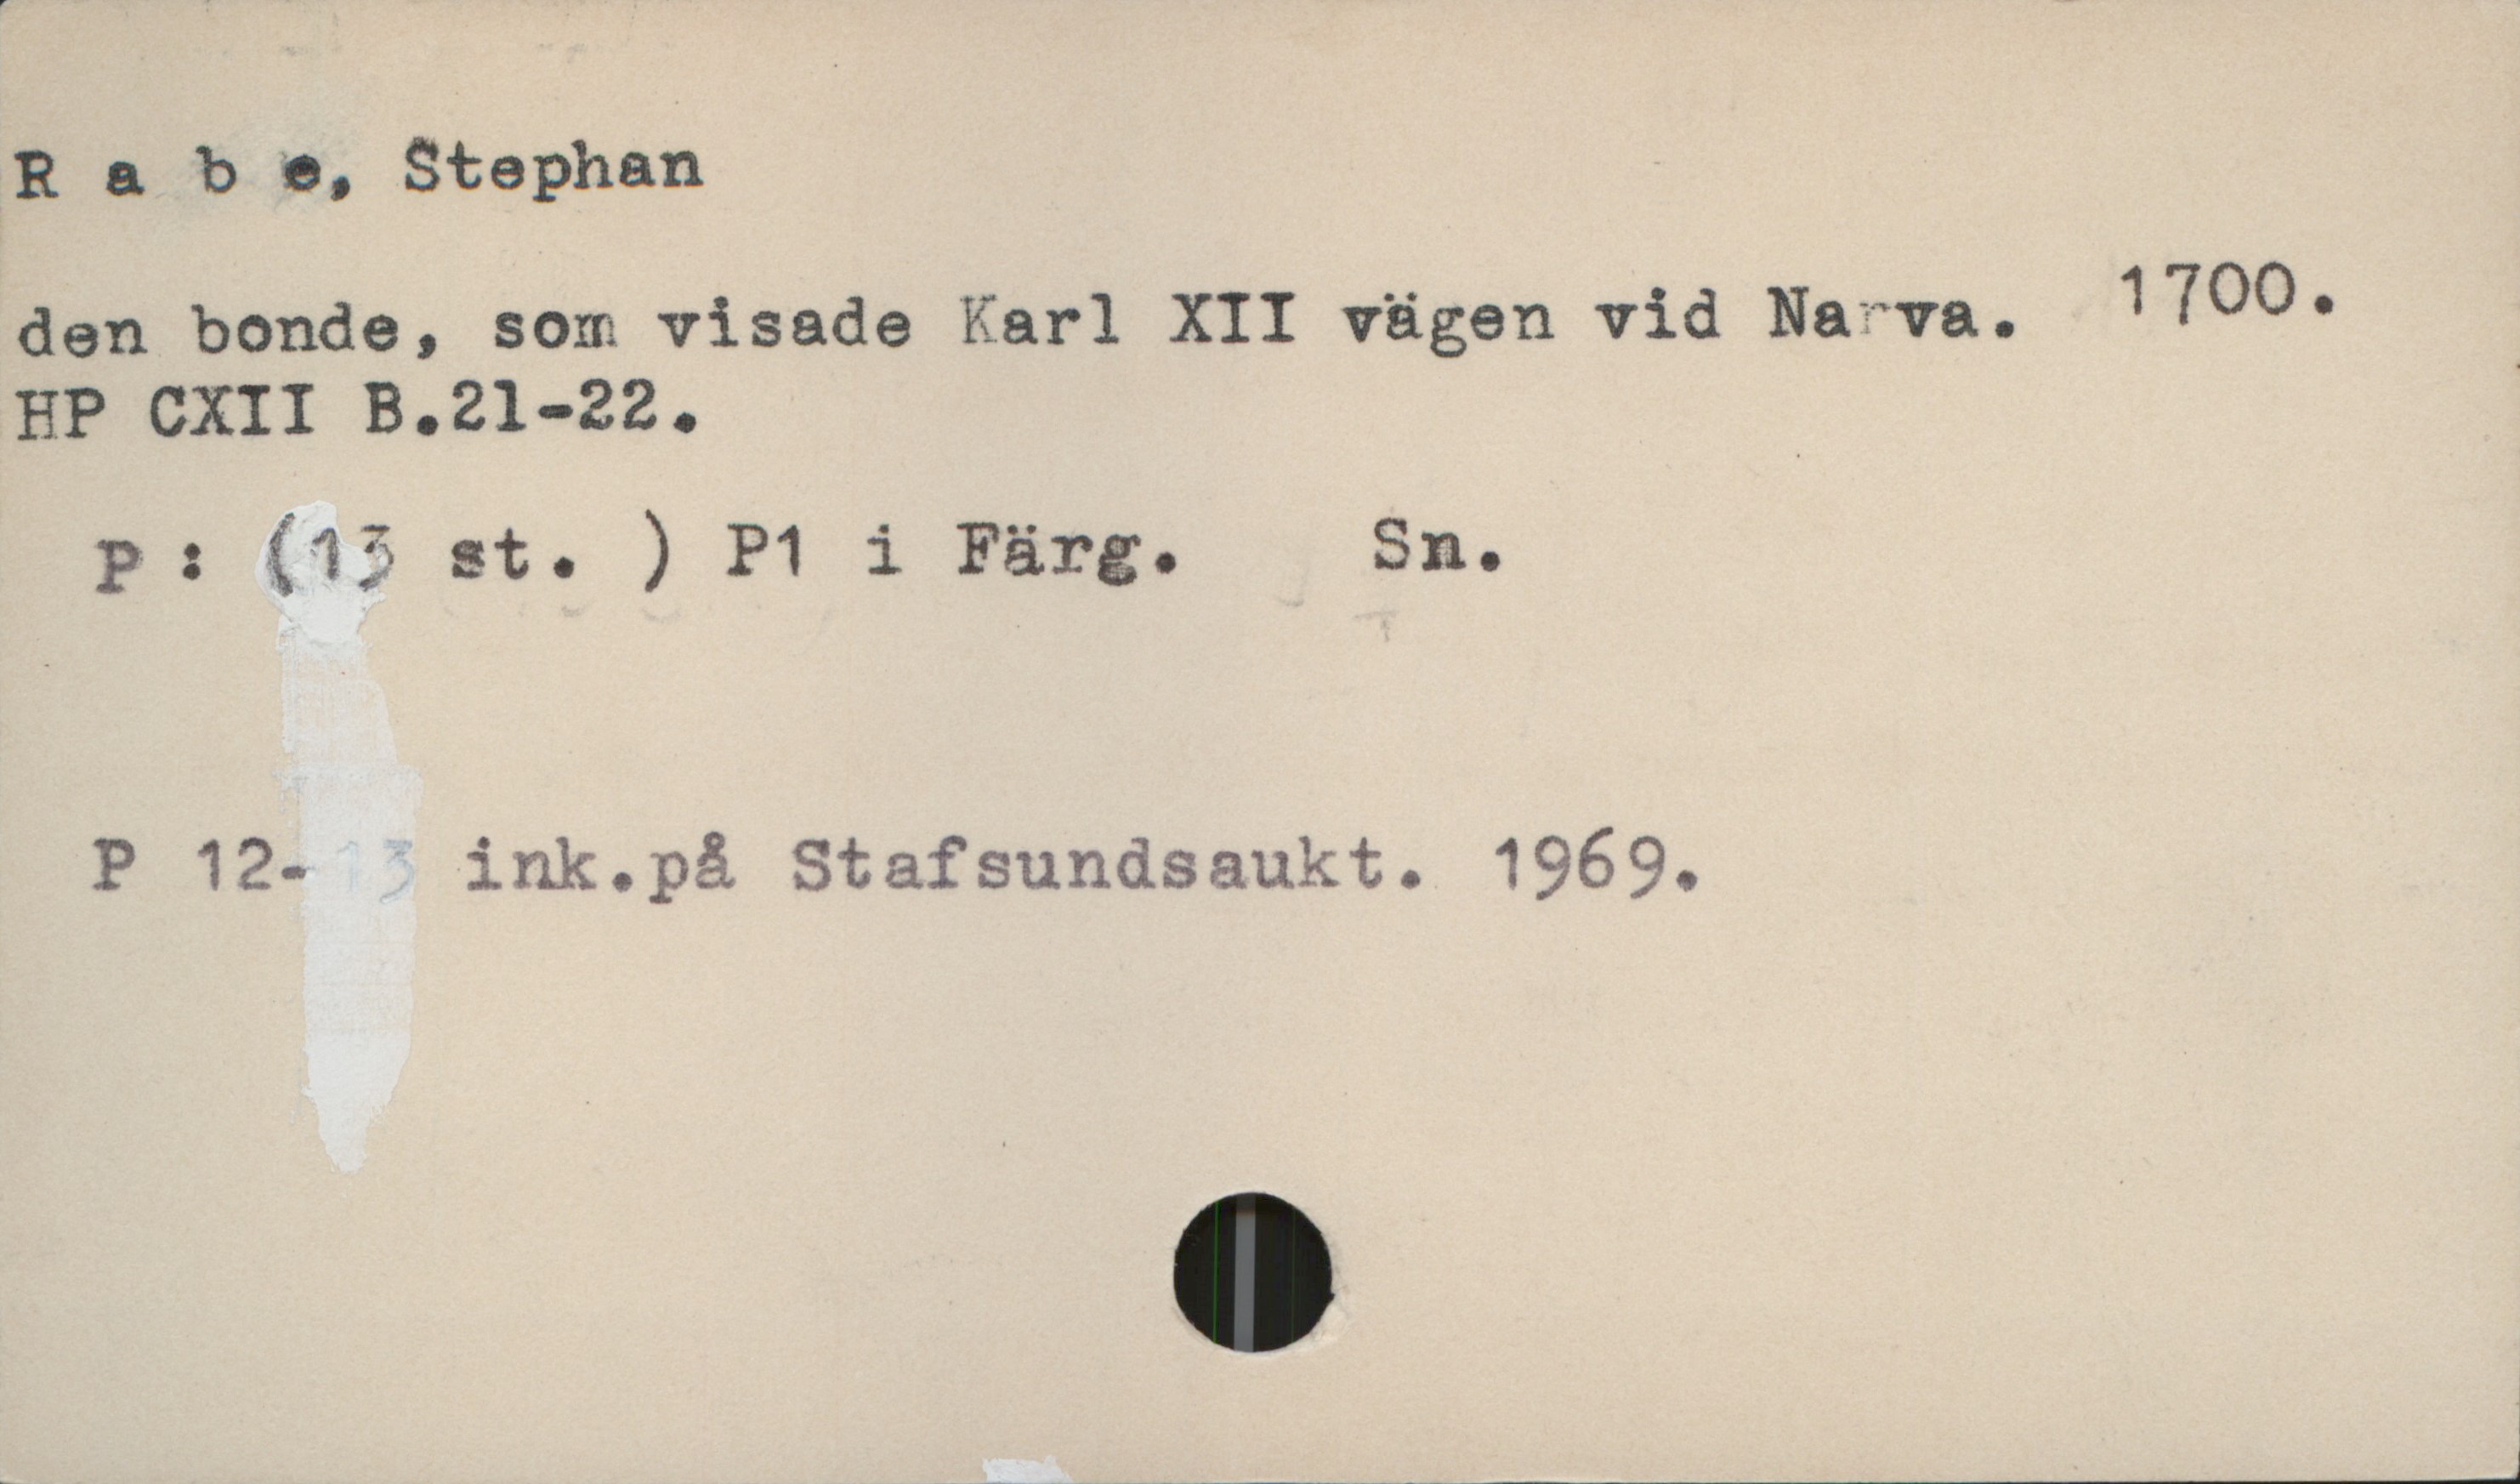 R a b e, Stephan
den bonde, som visade Karl XII vägen vid Narva. 1700.
HP CXII B.21-22.
P: (13 st. ) P1 i Färg. Sn.
P 12-13 ink.på Stafsundsaukt. 1969.